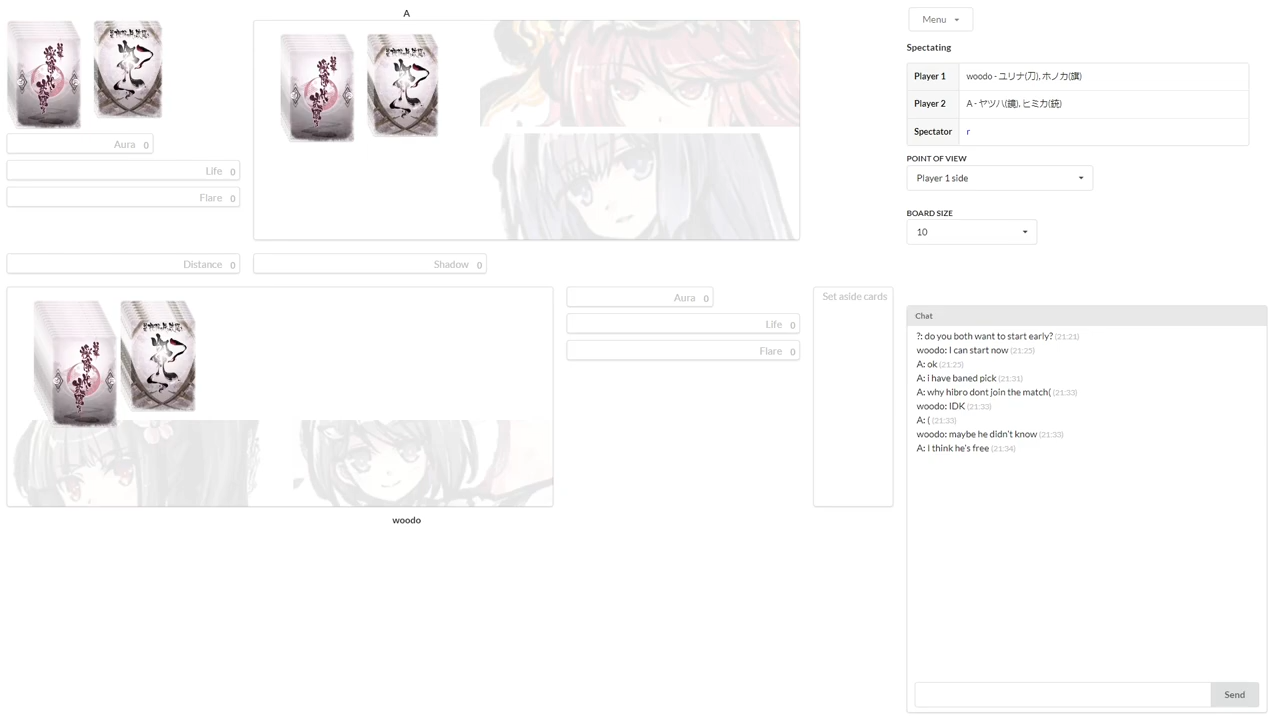 A
Aura 0
Life 0
Flare 0
Distance 0
Shadow 0
Aura 0
Life 0
Flare 0
Set aside cards
woodo
Menu
Spectating
Player 1 woodo - ユリナ(刀), ホノカ(旗)
Player 2 A - ヤツハ(鏡), ヒミカ(銃)
Spectator r
POINT OF VIEW
Player 1 side
BOARD SIZE
10
Chat
?: do you both want to start early? (21:21)
woodo: I can start now (21:25)
A: ok (21:25)
A: i have baned pick (21:31)
A: why hibro dont join the match( (21:33)
woodo: IDK (21:33)
A: ( (21:33)
woodo: maybe he didn't know (21:33)
A: I think he's free (21:34)
Send